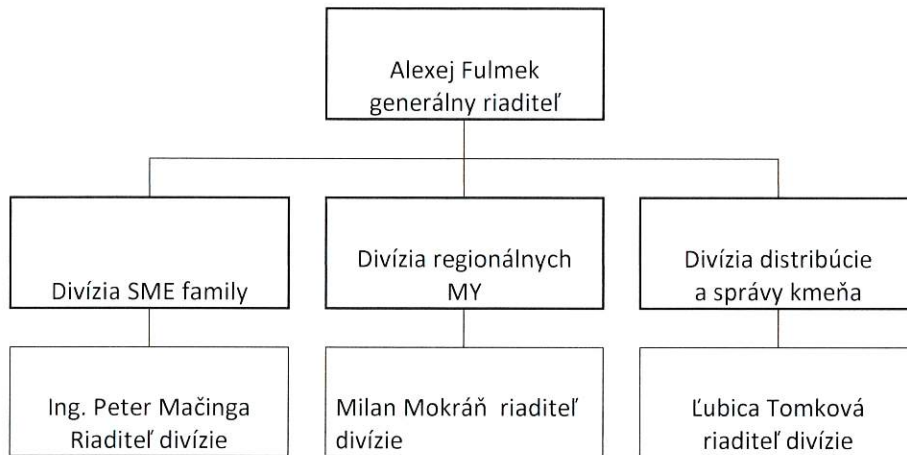 Alexej Fulmek
generálny riaditeľ
Divízia SME family
Divízia regionálnych
MY
Divízia distribúcie
a správy kmeňa
Ing. Peter Mačinga
Riaditeľ divízie
Milan Mokráň riaditeľ
divízie
Ľubica Tomková
riaditeľ divízie